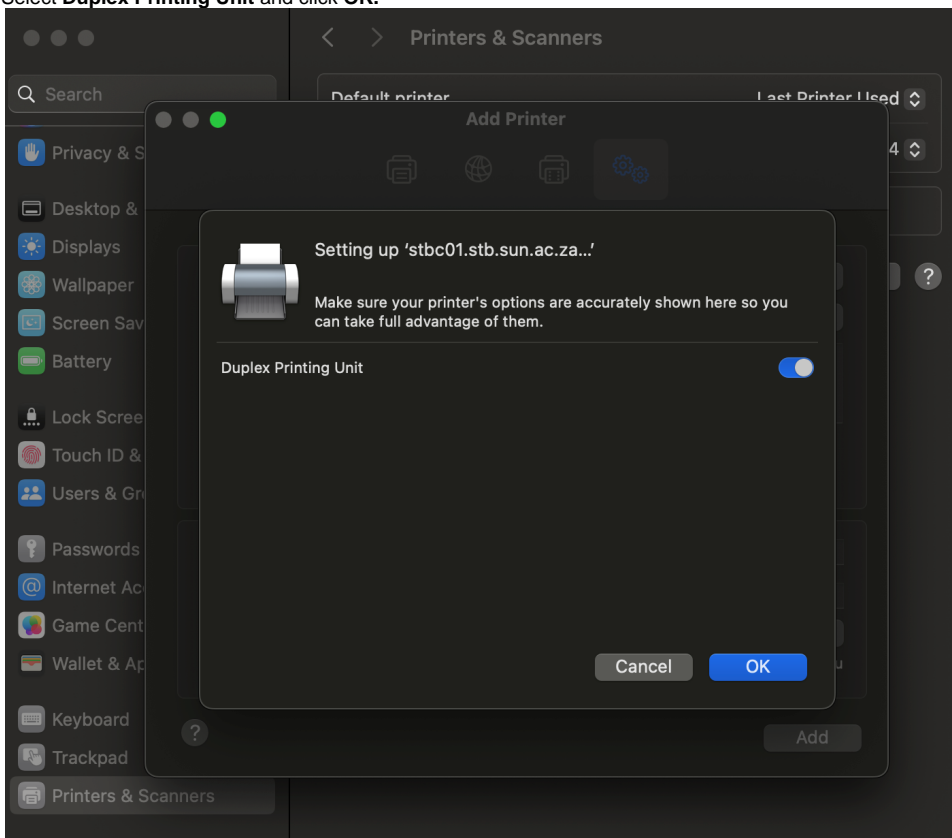 Select Duplex Printing Unit and click OK.
Printers & Scanners
Search
Default printer
Last Printer Used
Add Printer
Privacy & S
4
Desktop &
Displays
Setting up ‘stbc01.stb.sun.ac.za...’
Wallpaper
?
Make sure your printer's options are accurately shown here so you
can take full advantage of them.
Screen Sav
Battery
Duplex Printing Unit
Lock Scree
Touch ID &
Users & Gr
Passwords
Internet Ac
Game Cent
Wallet & Ap
Cancel
OK
Keyboard
?
Add
Trackpad
Printers & Scanners